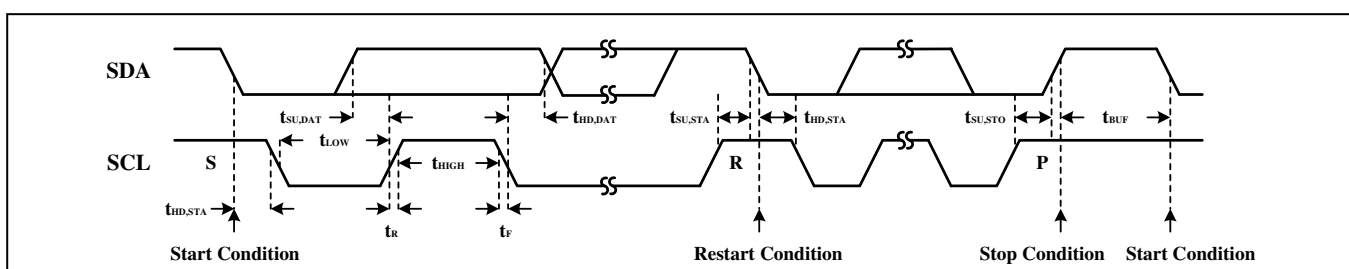 SDA
tSU,DAT
tHD,DAT
tSU,STA
tHD,STA
tSU,STO
tBUF
tLOW
SCL
S
tHIGH
R
P
tHD,STA
tR
tF
Start Condition
Restart Condition
Stop Condition
Start Condition